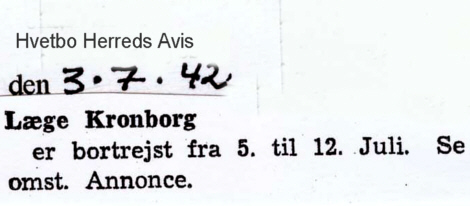 Hvetbo Herreds Avis
den 3.7.42
Læge Kronborg
er bortrejst fra 5. til 12. Juli. Se
omst. Annonce.